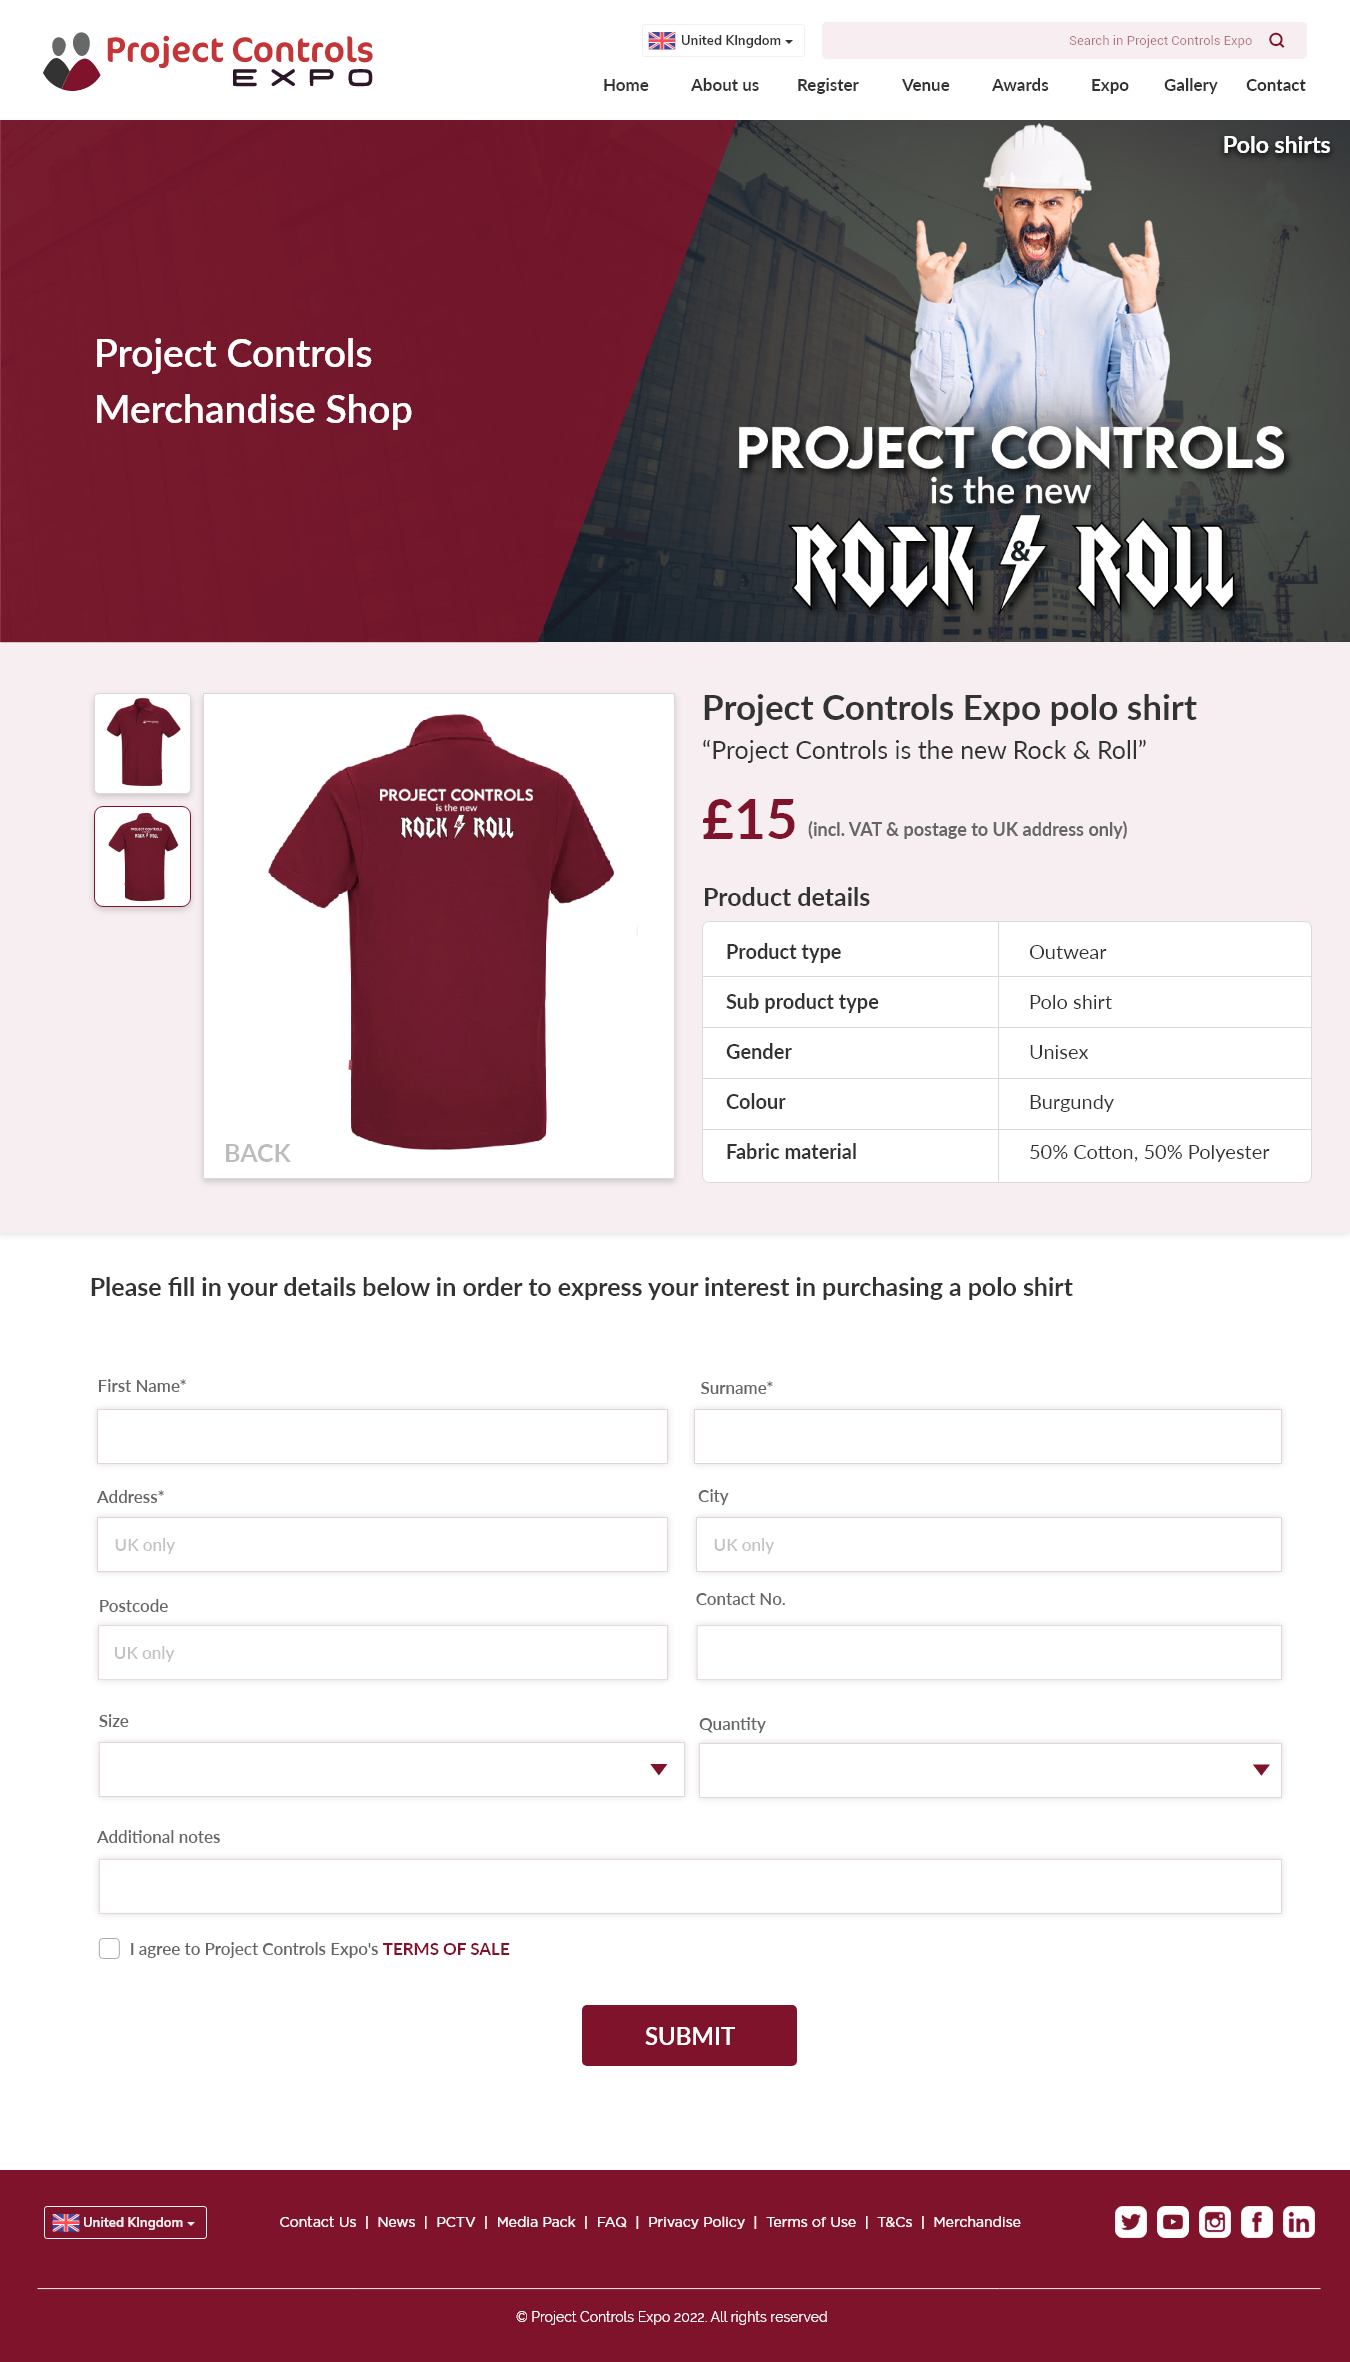 Project Controls
EXPO
United KIngdom
Search in Project Controls Expo
Home About us Register Venue Awards Expo Gallery Contact
Polo shirts
Project Controls
Merchandise Shop
PROJECT CONTROLS
is the new
ROCK & ROLL
Project Controls Expo polo shirt
“Project Controls is the new Rock & Roll”
£15 (incl. VAT & postage to UK address only)
PROJECT CONTROLS
is the new
ROCK & ROLL
PROJECT CONTROLS
ROCK & ROLL
BACK
Product details
Product type Outwear
Sub product type Polo shirt
Gender Unisex
Colour Burgundy
Fabric material 50% Cotton, 50% Polyester
Please fill in your details below in order to express your interest in purchasing a polo shirt
First Name* Surname*
Address* City
UK only UK only
Postcode Contact No.
UK only
Size Quantity
Additional notes
I agree to Project Controls Expo's TERMS OF SALE
SUBMIT
United KIngdom
Contact Us | News | PCTV | Media Pack | FAQ | Privacy Policy | Terms of Use | T&Cs | Merchandise
© Project Controls Expo 2022. All rights reserved